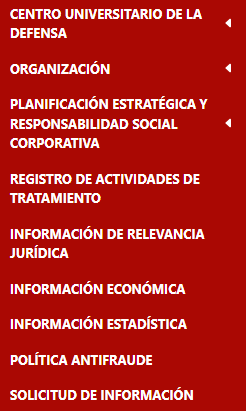 CENTRO UNIVERSITARIO DE LA
DEFENSA
ORGANIZACIÓN
PLANIFICACIÓN ESTRATÉGICA Y
RESPONSABILIDAD SOCIAL
CORPORATIVA
REGISTRO DE ACTIVIDADES DE
TRATAMIENTO
INFORMACIÓN DE RELEVANCIA
JURÍDICA
INFORMACIÓN ECONÓMICA
INFORMACIÓN ESTADÍSTICA
POLÍTICA ANTIFRAUDE
SOLICITUD DE INFORMACIÓN